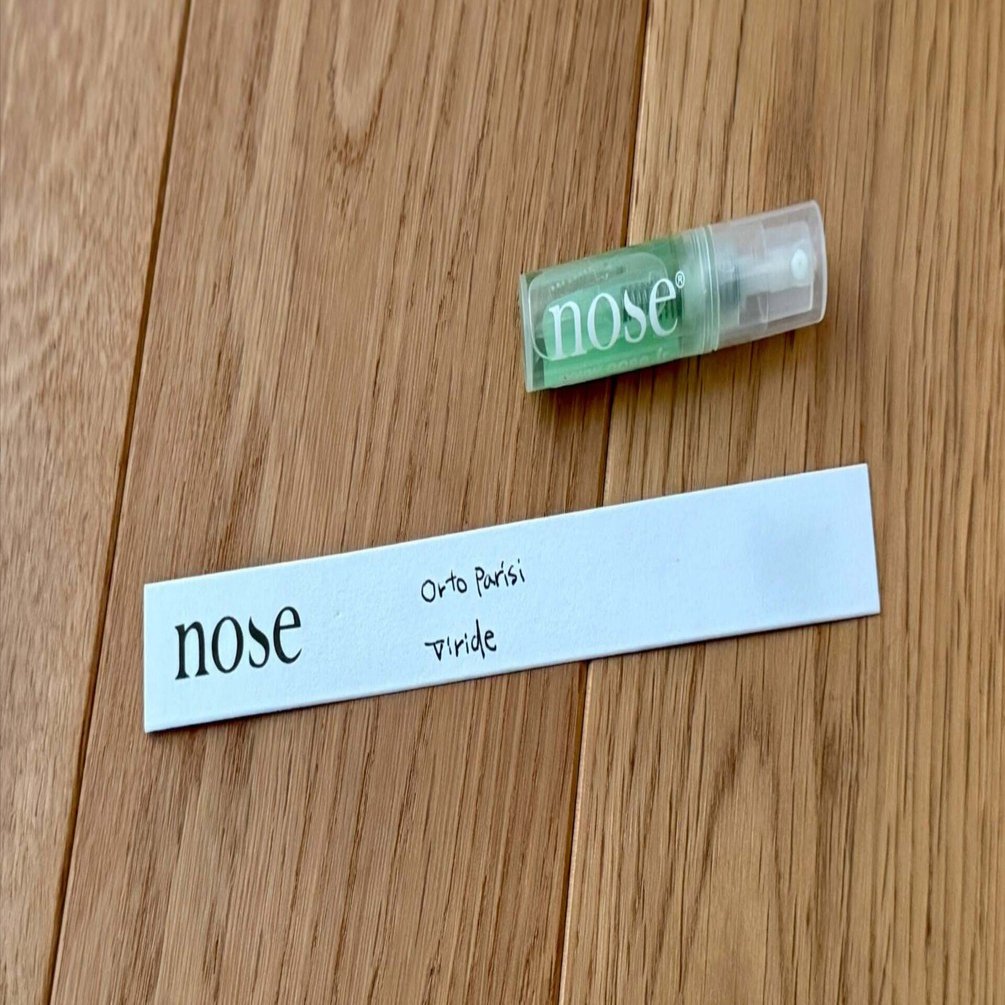 nose®
nose
Orto Parisi
Viride